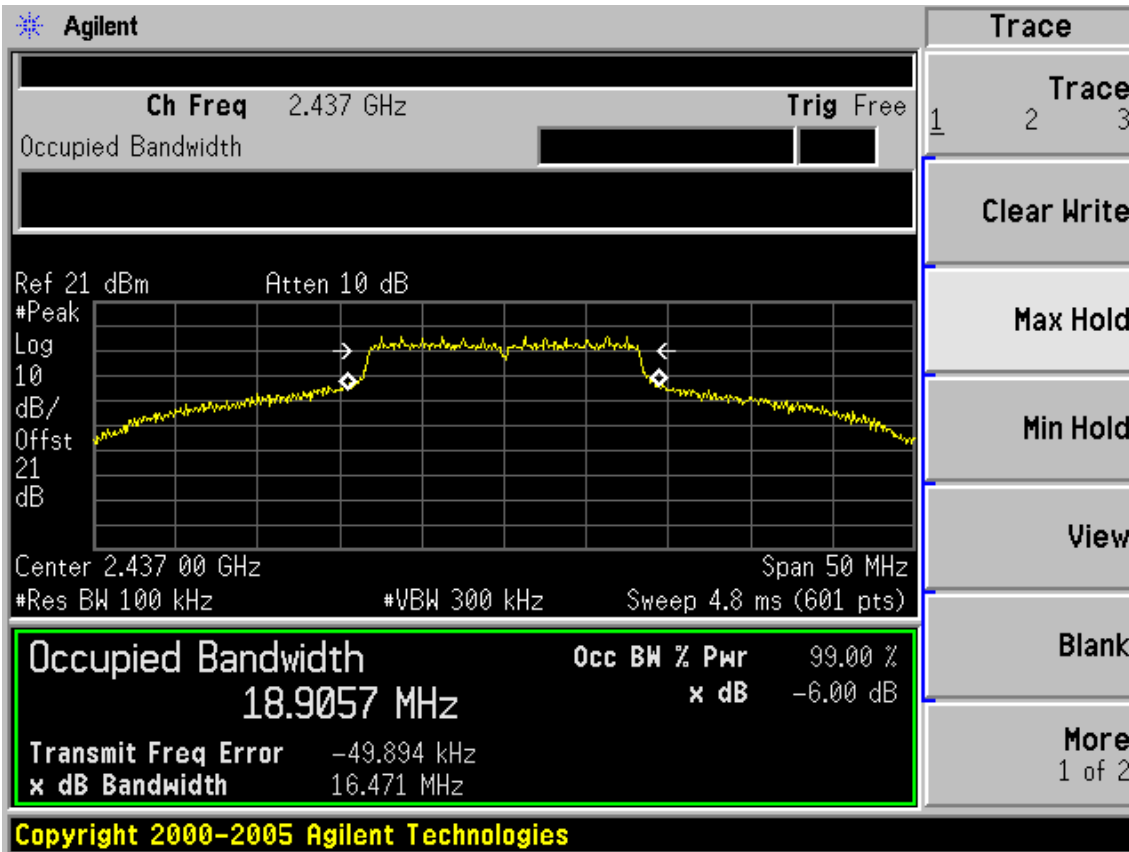 Agilent
Trace
Ch Freq 2.437 GHz Trig Free
Occupied Bandwidth
Trace
1 2 3
Clear Write
Max Hold
Min Hold
View
Blank
More
1 of 2
Ref 21 dBm Atten 10 dB
#Peak
Log
10
dB/
Offst
21
dB
Center 2.437 00 GHz Span 50 MHz
#Res BW 100 kHz #VBW 300 kHz Sweep 4.8 ms (601 pts)
Occupied Bandwidth
18.9057 MHz
Occ BW % Pwr 99.00 %
x dB -6.00 dB
Transmit Freq Error -49.894 kHz
x dB Bandwidth 16.471 MHz
Copyright 2000-2005 Agilent Technologies